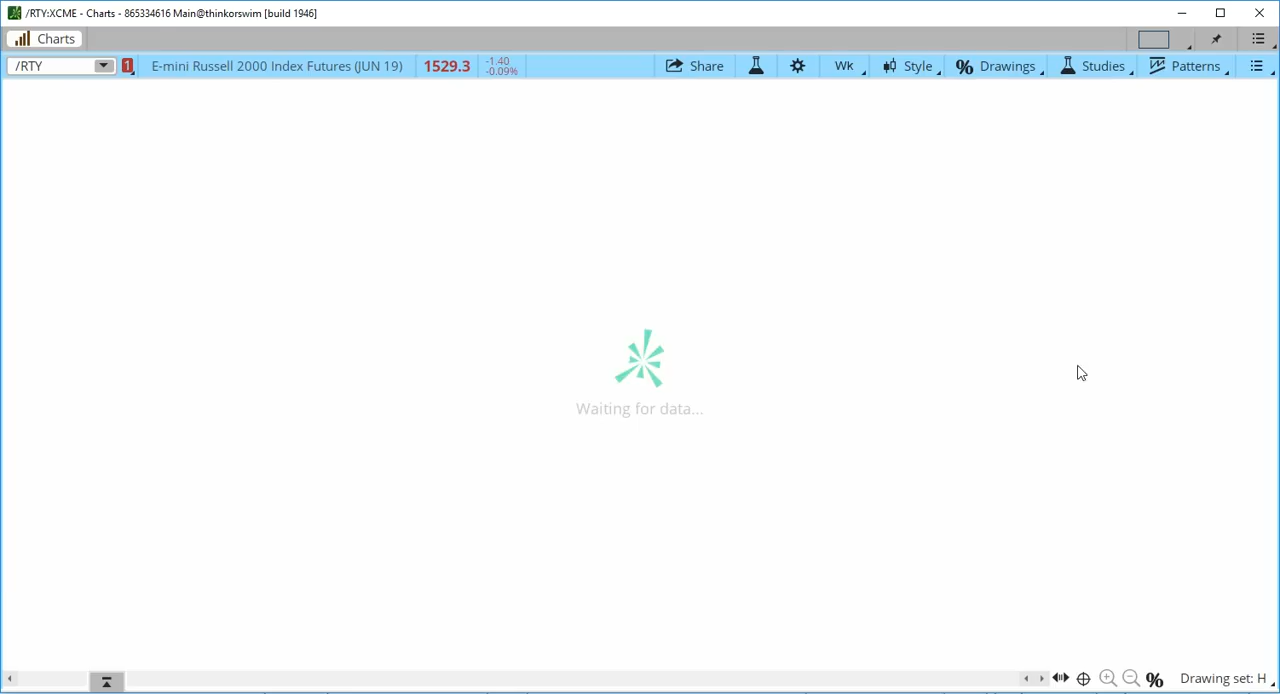 /RTY:XCME - Charts - 865334616 Main@thinkorswim [build 1946]
Charts
/RTY 1 E-mini Russell 2000 Index Futures (JUN 19) 1529.3 -1.40 Share Wk Style % Drawings Studies Patterns
-0.09%
Waiting for data...
% Drawing set: H